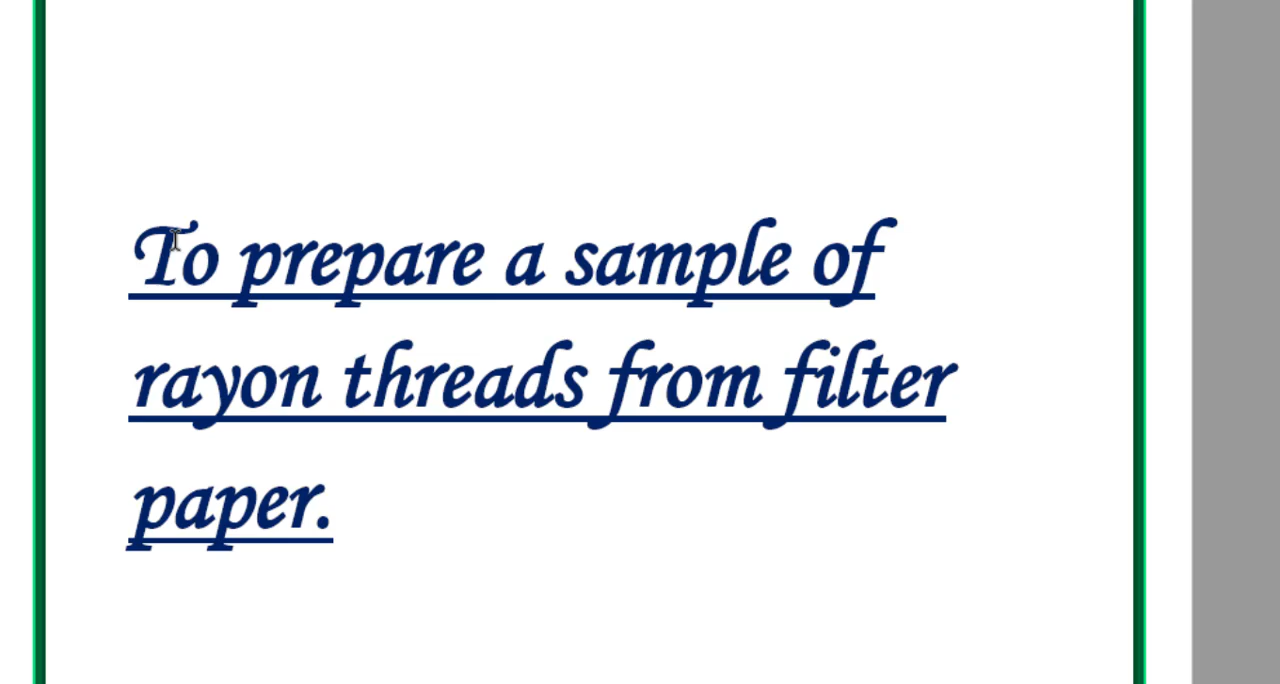 To prepare a sample of
rayon threads from filter
paper.